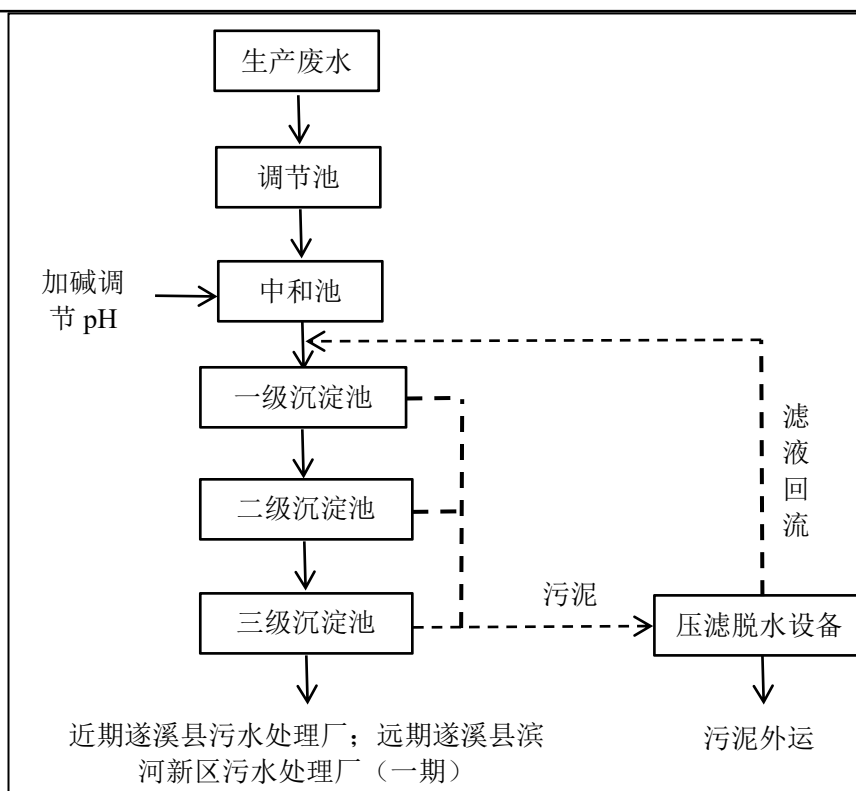 生产废水
调节池
加碱调
节 pH
中和池
一级沉淀池
二级沉淀池
三级沉淀池
污泥
滤
液
回
流
压滤脱水设备
近期遂溪县污水处理厂；远期遂溪县滨
河新区污水处理厂（一期）
污泥外运